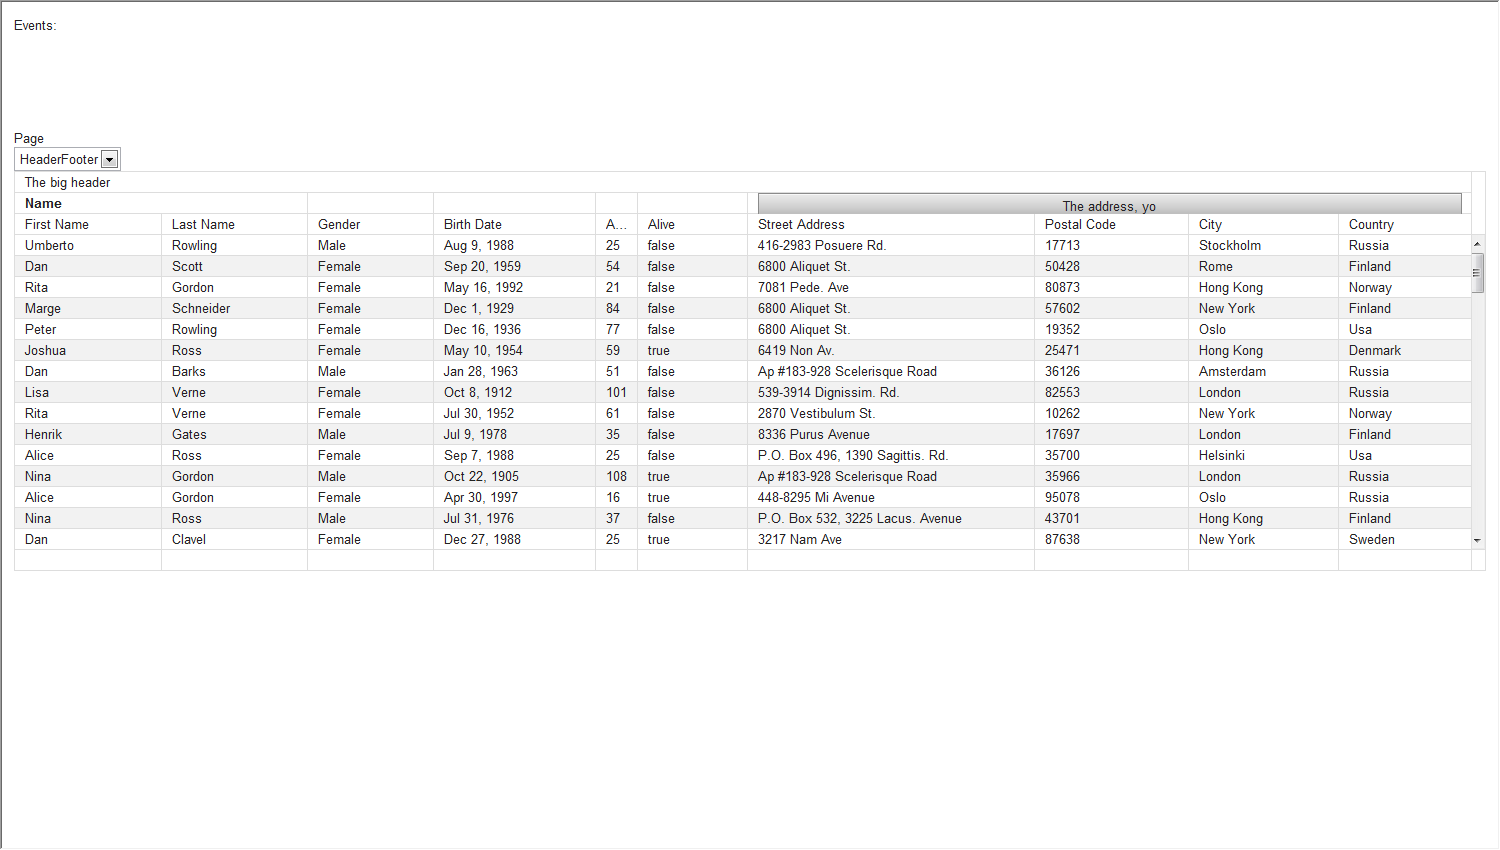 Events:
Page
HeaderFooter
The big header
Name The address, yo
First Name Last Name Gender Birth Date A... Alive Street Address Postal Code City Country
Umberto Rowling Male Aug 9, 1988 25 false 416-2983 Posuere Rd. 17713 Stockholm Russia
Dan Scott Female Sep 20, 1959 54 false 6800 Aliquet St. 50428 Rome Finland
Rita Gordon Female May 16, 1992 21 false 7081 Pede. Ave 80873 Hong Kong Norway
Marge Schneider Female Dec 1, 1929 84 false 6800 Aliquet St. 57602 New York Finland
Peter Rowling Female Dec 16, 1936 77 false 6800 Aliquet St. 19352 Oslo Usa
Joshua Ross Female May 10, 1954 59 true 6419 Non Av. 25471 Hong Kong Denmark
Dan Barks Male Jan 28, 1963 51 false Ap #183-928 Scelerisque Road 36126 Amsterdam Russia
Lisa Verne Female Oct 8, 1912 101 false 539-3914 Dignissim. Rd. 82553 London Russia
Rita Verne Female Jul 30, 1952 61 false 2870 Vestibulum St. 10262 New York Norway
Henrik Gates Male Jul 9, 1978 35 false 8336 Purus Avenue 17697 London Finland
Alice Ross Female Sep 7, 1988 25 false P.O. Box 496, 1390 Sagittis. Rd. 35700 Helsinki Usa
Nina Gordon Male Oct 22, 1905 108 true Ap #183-928 Scelerisque Road 35966 London Russia
Alice Gordon Female Apr 30, 1997 16 true 448-8295 Mi Avenue 95078 Oslo Russia
Nina Ross Male Jul 31, 1976 37 false P.O. Box 532, 3225 Lacus. Avenue 43701 Hong Kong Finland
Dan Clavel Female Dec 27, 1988 25 true 3217 Nam Ave 87638 New York Sweden